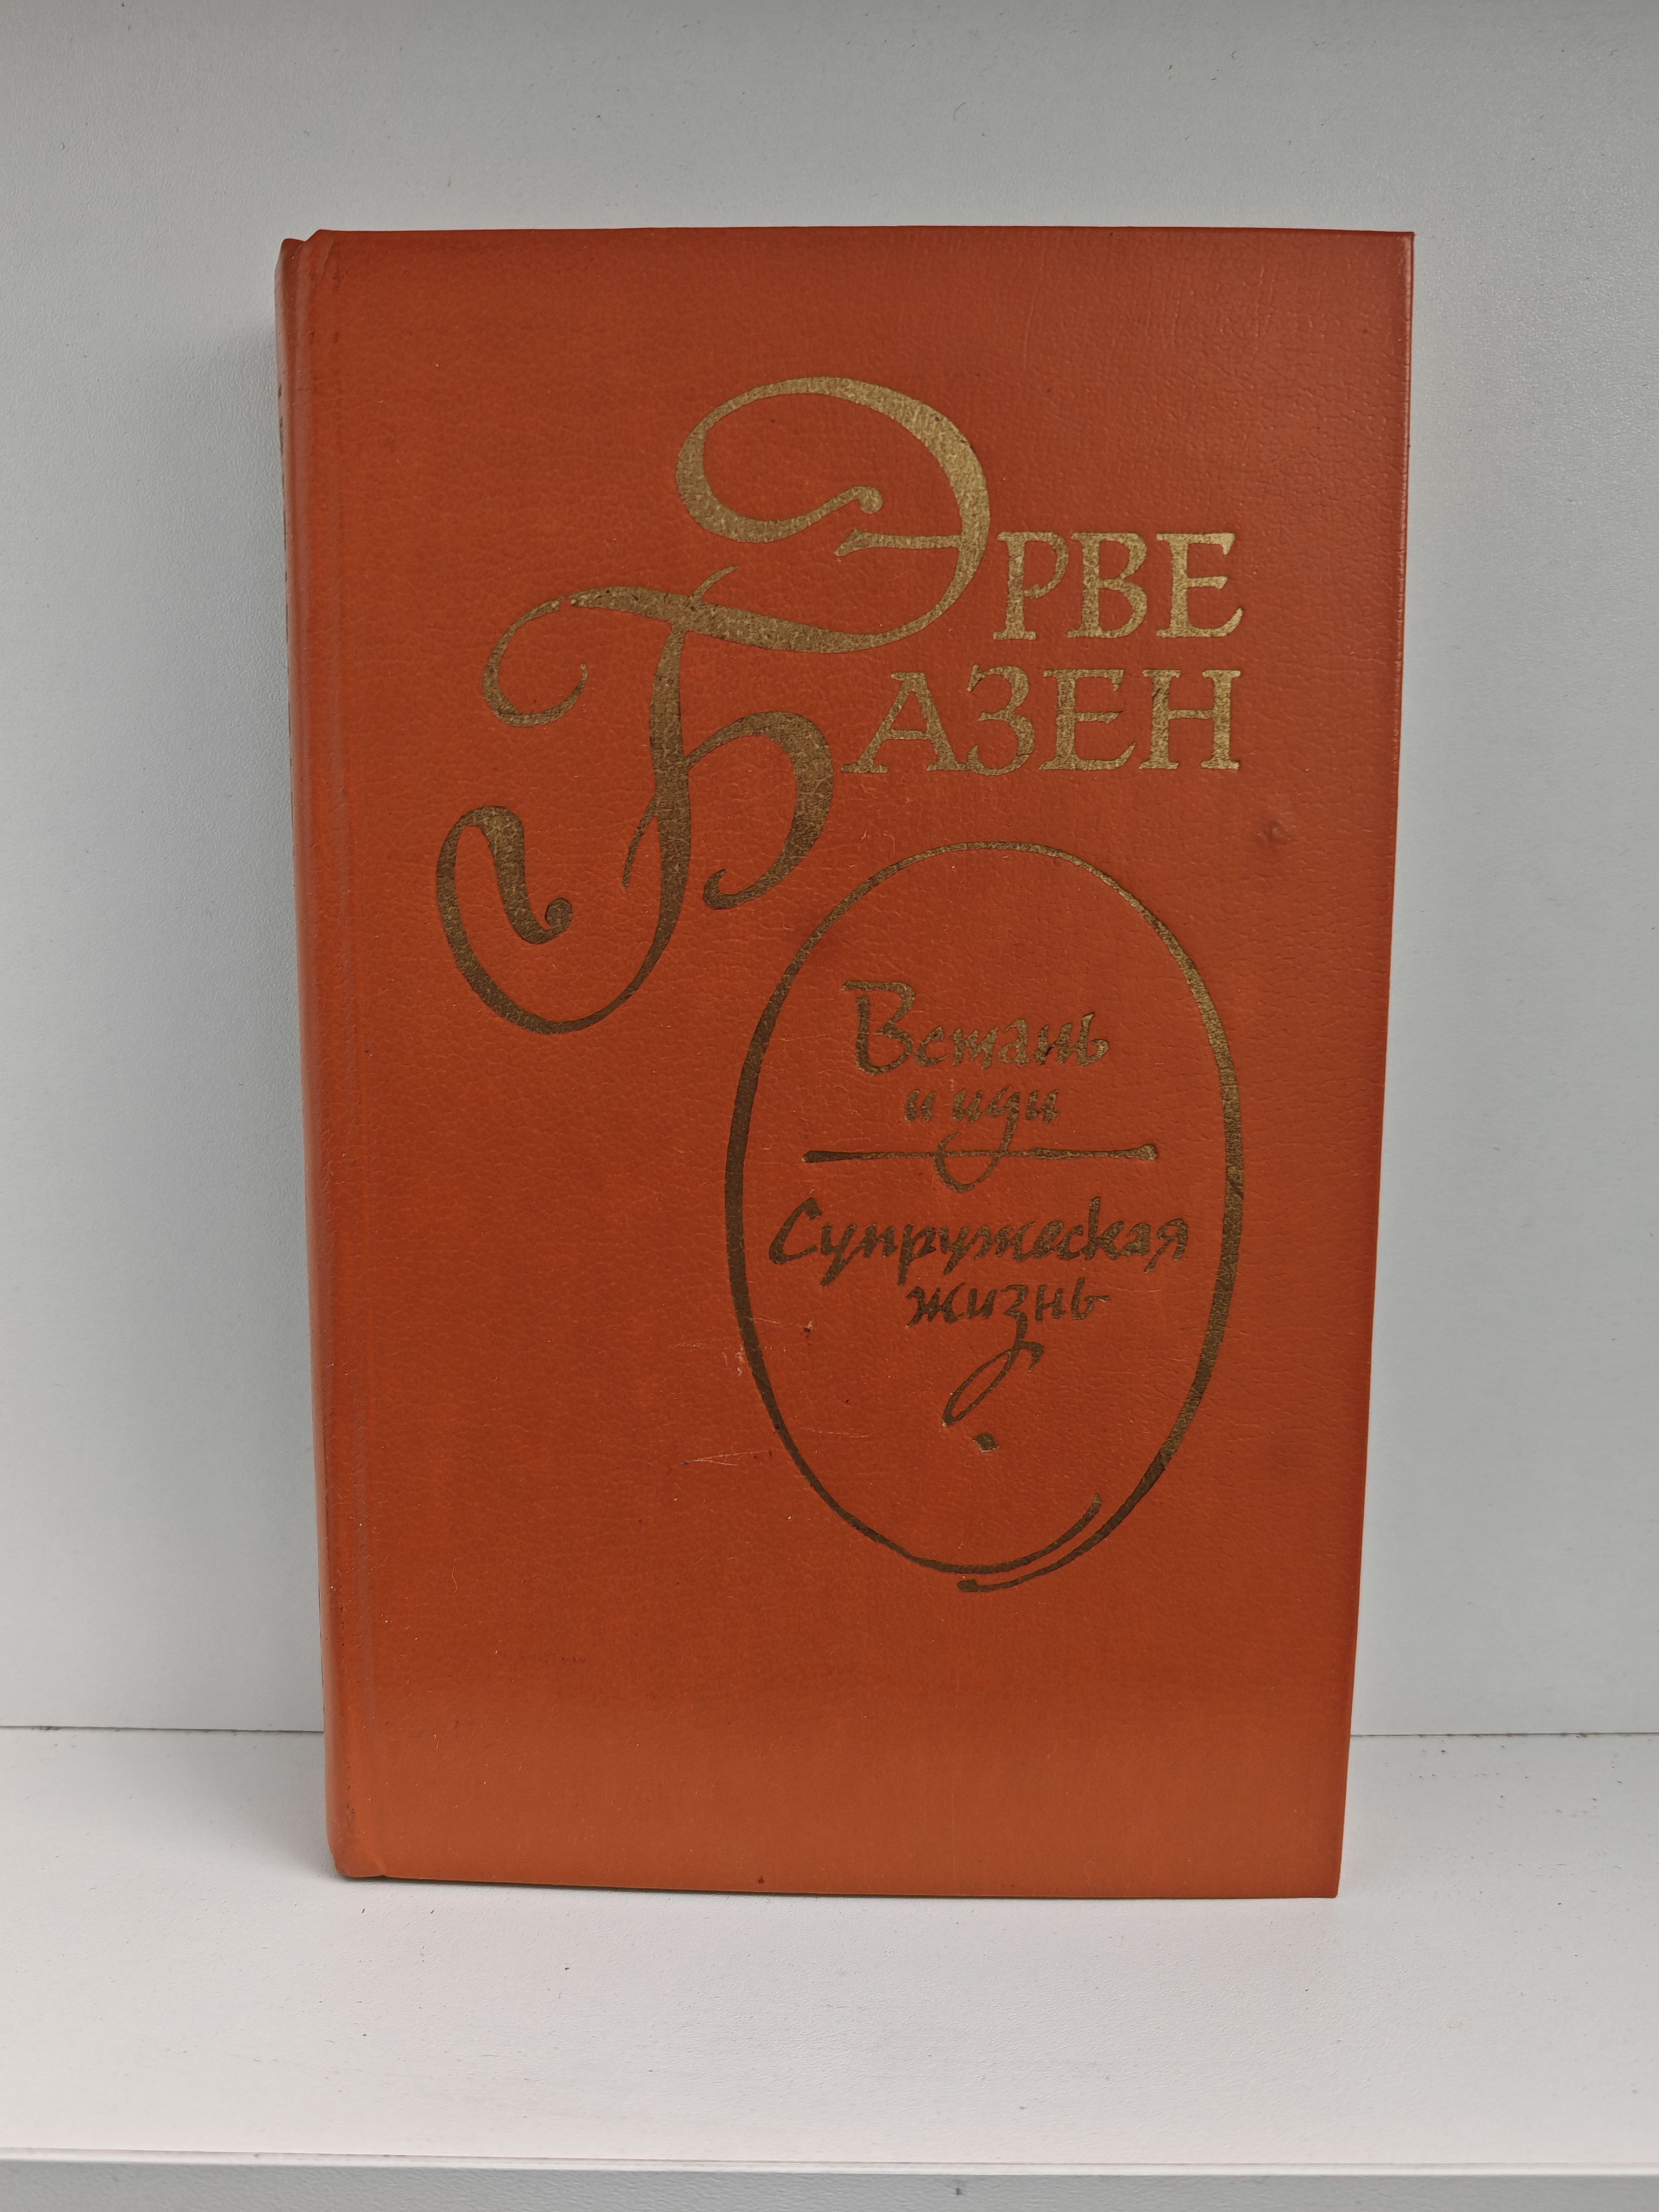 ЭРВЕ
БАЗЕН
Встань
и иди
Супружеская
жизнь